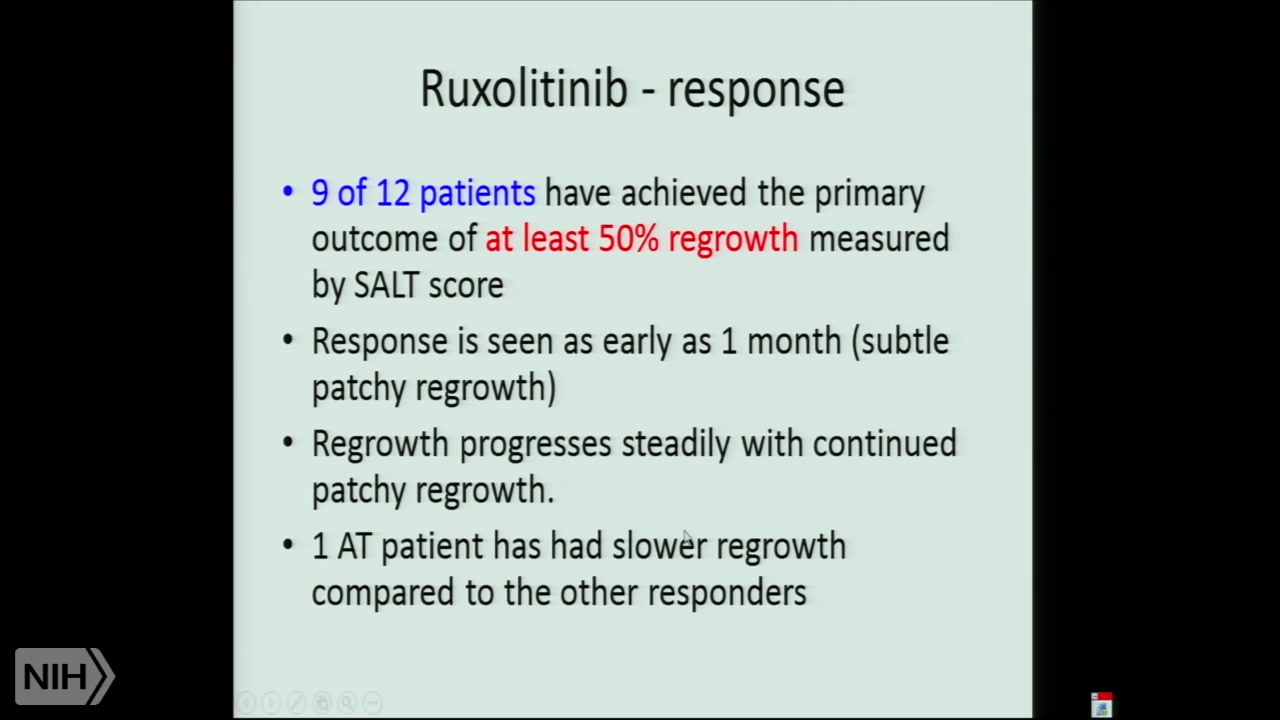 Ruxolitinib - response
• 9 of 12 patients have achieved the primary
outcome of at least 50% regrowth measured
by SALT score
• Response is seen as early as 1 month (subtle
patchy regrowth)
• Regrowth progresses steadily with continued
patchy regrowth.
• 1 AT patient has had slower regrowth
compared to the other responders
NIH